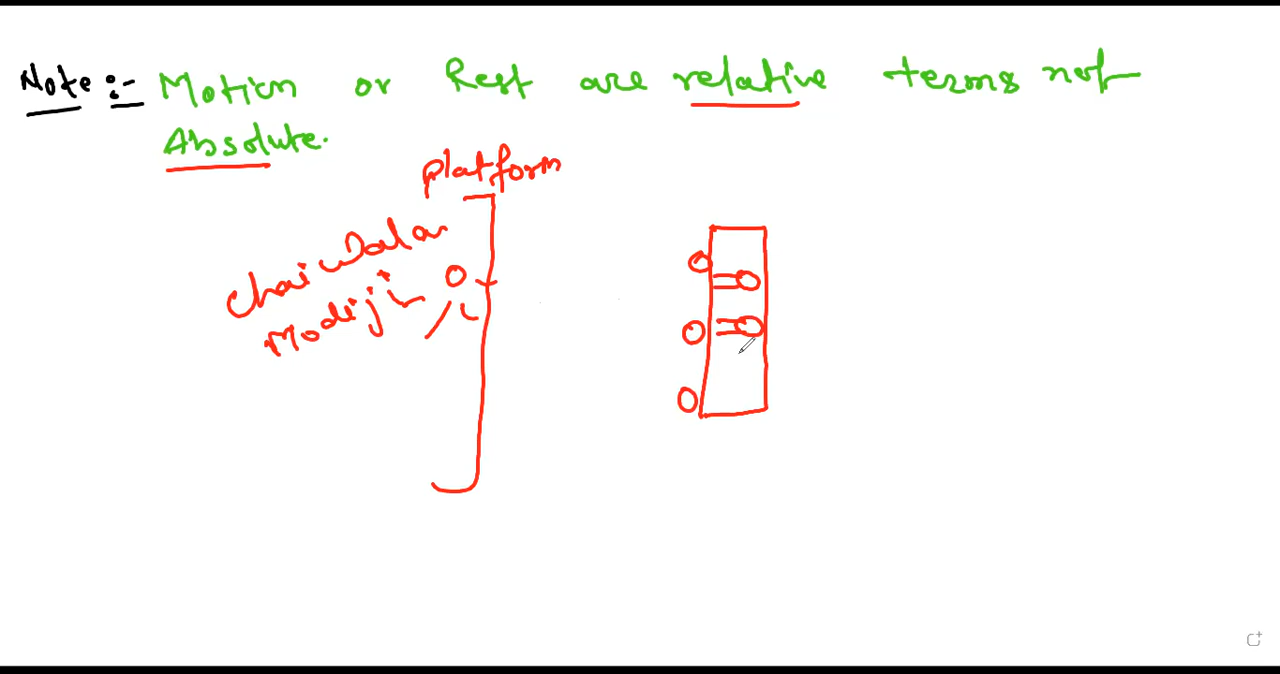 Note :- Motion or Rest are relative terms not
Absolute.
Platform
Chai Wala
Modiji